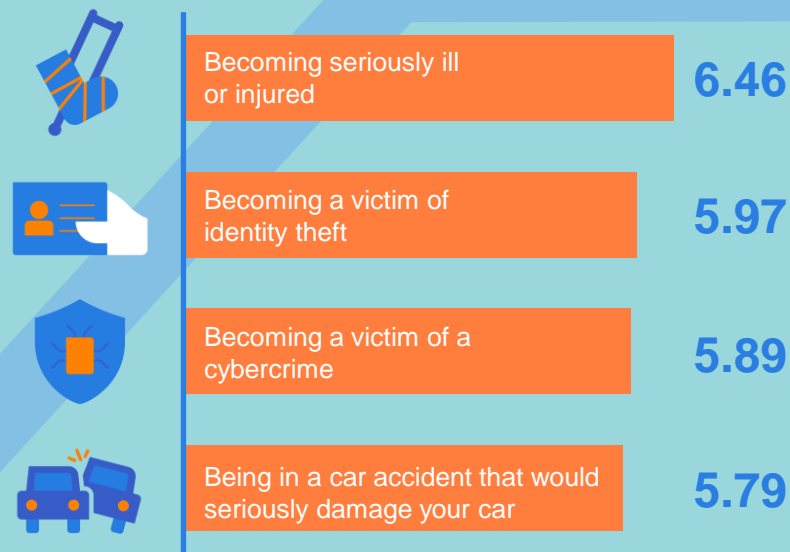 Becoming seriously ill
or injured
6.46
Becoming a victim of
identity theft
5.97
Becoming a victim of a
cybercrime
5.89
Being in a car accident that would
seriously damage your car
5.79